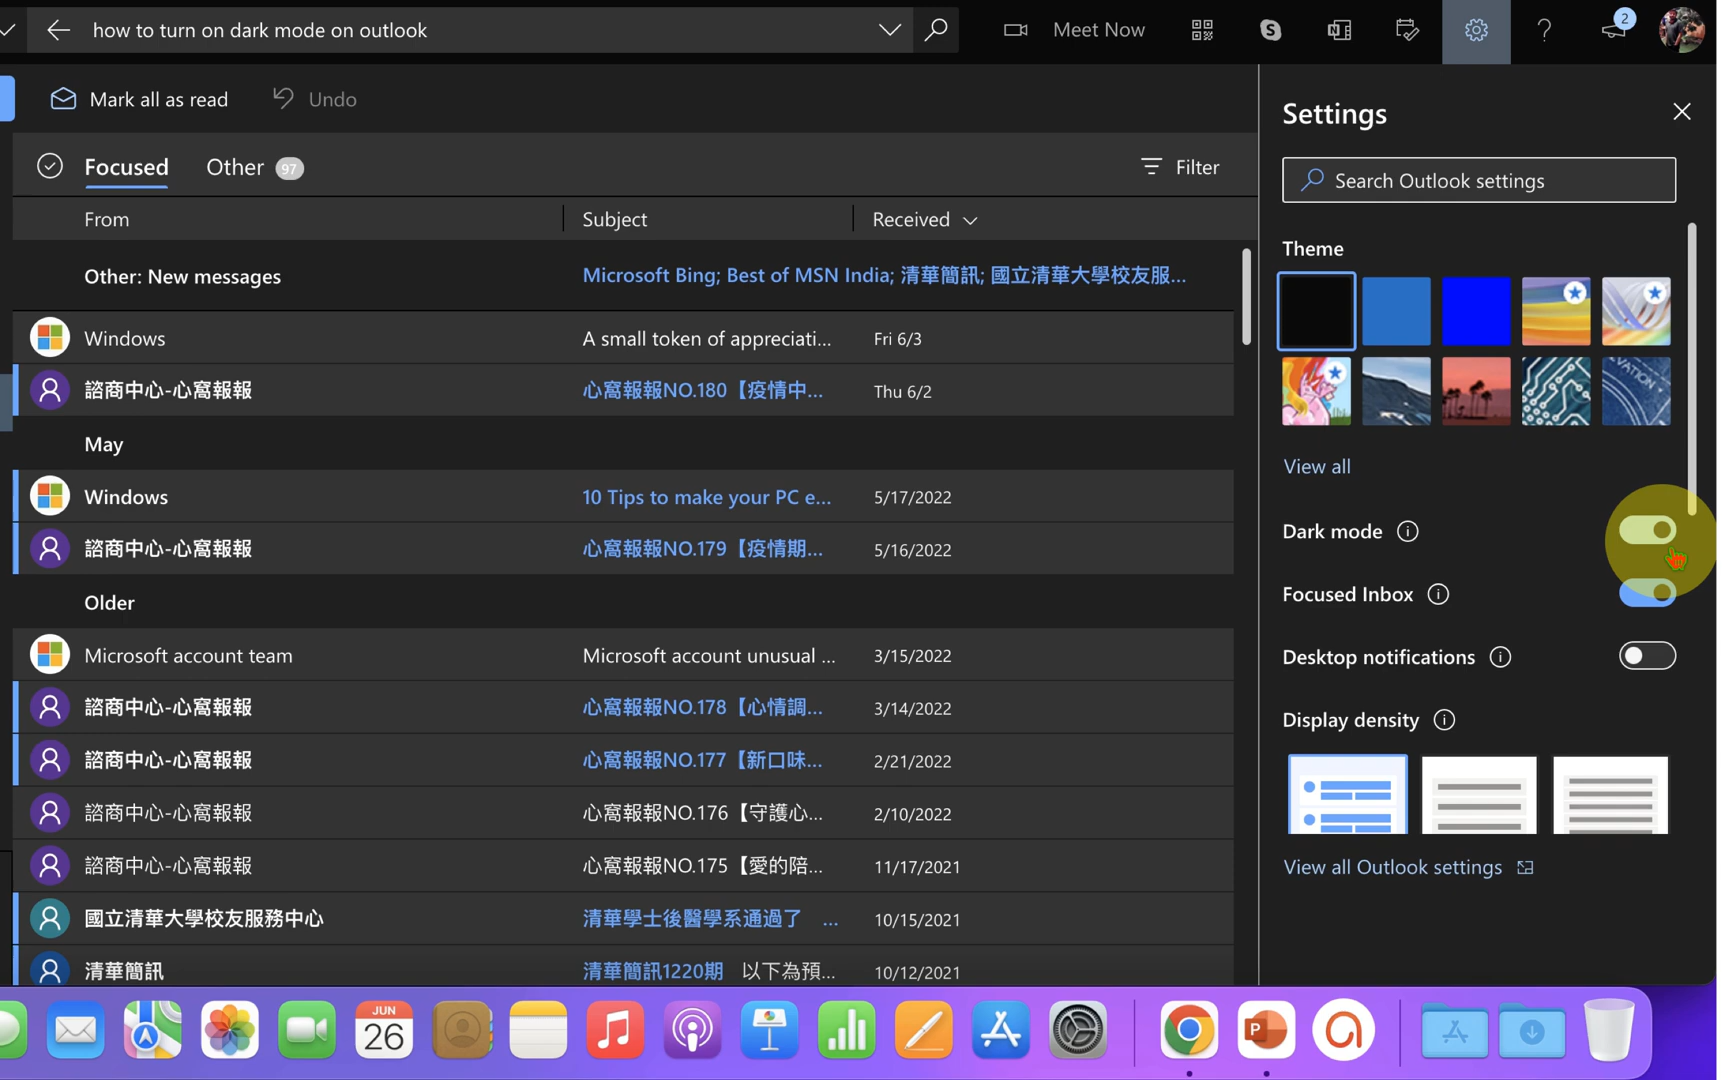 how to turn on dark mode on outlook
Meet Now
2
Mark all as read
Undo
Focused
Other 97
Filter
From
Subject
Received
Other: New messages
Microsoft Bing; Best of MSN India; 清華簡訊; 國立清華大學校友服...
Windows
A small token of appreciati...
Fri 6/3
諮商中心-心窩報報
心窩報報NO.180【疫情中...
Thu 6/2
May
Windows
10 Tips to make your PC e...
5/17/2022
諮商中心-心窩報報
心窩報報NO.179【疫情期...
5/16/2022
Older
Microsoft account team
Microsoft account unusual ...
3/15/2022
諮商中心-心窩報報
心窩報報NO.178【心情調...
3/14/2022
諮商中心-心窩報報
心窩報報NO.177【新口味...
2/21/2022
諮商中心-心窩報報
心窩報報NO.176【守護心...
2/10/2022
諮商中心-心窩報報
心窩報報NO.175【愛的陪...
11/17/2021
國立清華大學校友服務中心
清華學士後醫學系通過了 ...
10/15/2021
清華簡訊
清華簡訊1220期 以下為預...
10/12/2021
Settings
Search Outlook settings
Theme
VATION
View all
Dark mode
Focused Inbox
Desktop notifications
Display density
View all Outlook settings
JUN
26
P